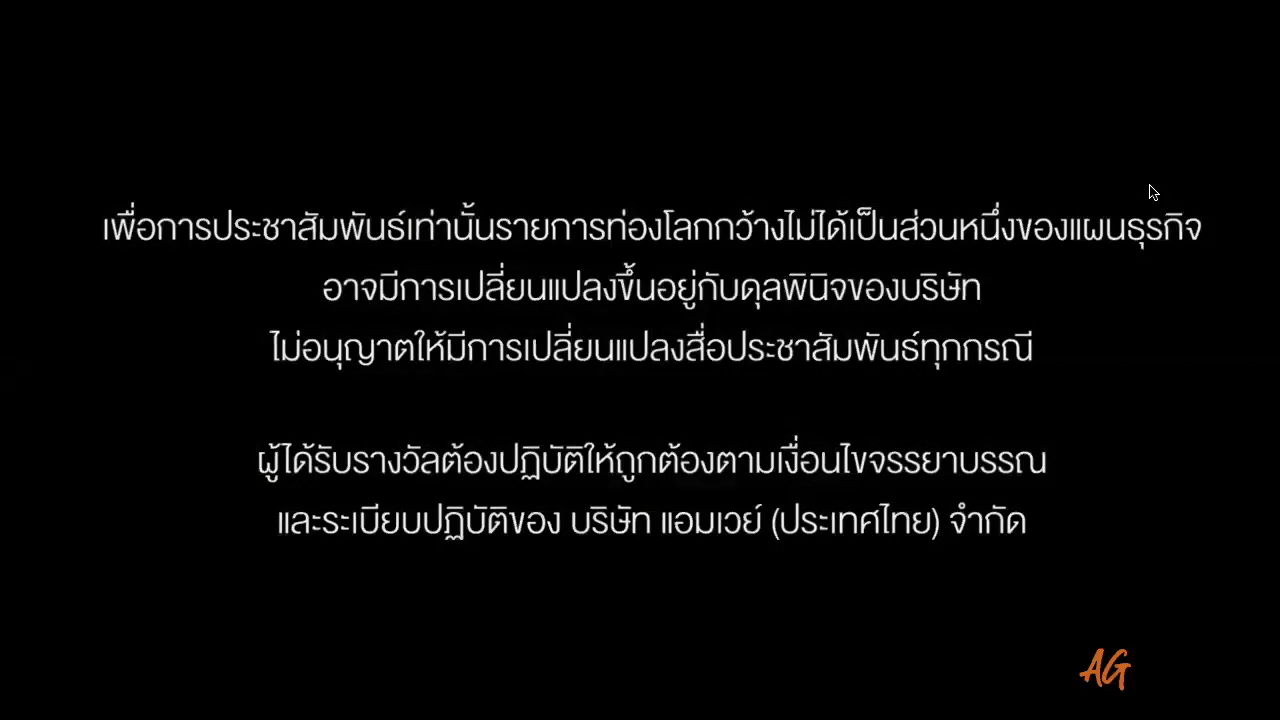 เพื่อการประชาสัมพันธ์เท่านั้นรายการท่องโลกกว้างไม่ได้เป็นส่วนหนึ่งของแผนธุรกิจ
อาจมีการเปลี่ยนแปลงขึ้นอยู่กับดุลพินิจของบริษัท
ไม่อนุญาตให้มีการเปลี่ยนแปลงสื่อประชาสัมพันธ์ทุกกรณี
ผู้ได้รับรางวัลต้องปฏิบัติให้ถูกต้องตามเงื่อนไขจรรยาบรรณ
และระเบียบปฏิบัติของ บริษัท แอมเวย์ (ประเทศไทย) จำกัด
AG